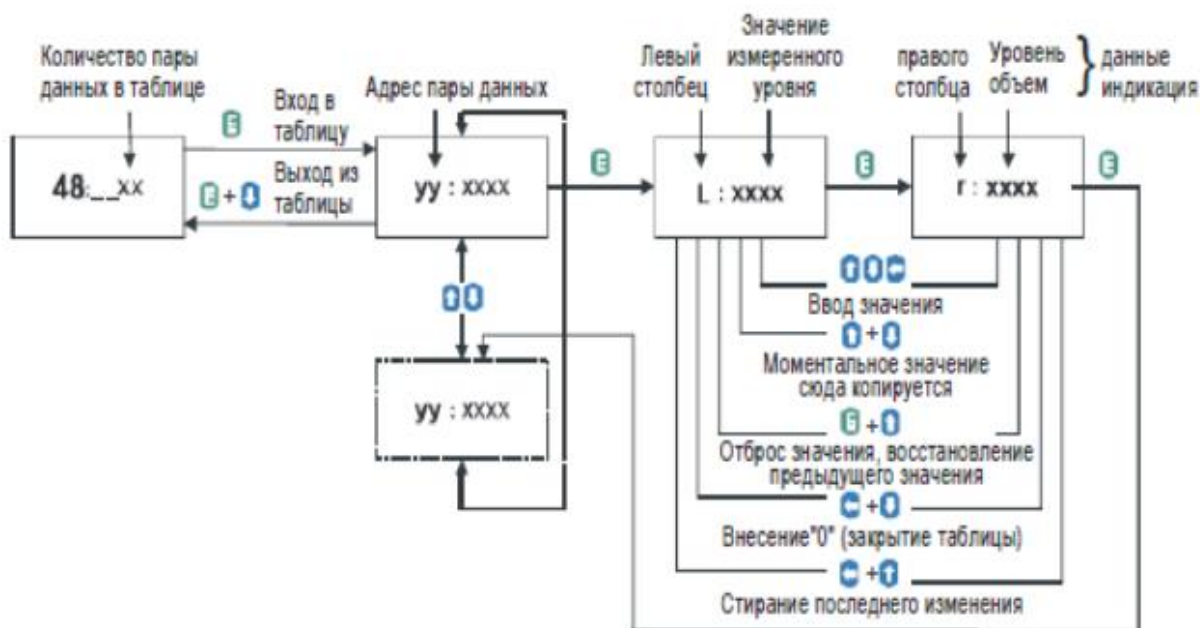 Количество пары
данных в таблице
Вход в
таблицу
Адрес пары данных
Левый
столбец
Значение
измеренного
уровня
правого
столбца
Уровень
объем
данные
индикация
48:__xx
E
Выход из
таблицы
E + 
yy : xxxx
E
L : xxxx
E
r : xxxx
E
Ввод значения
+
Моментальное значение
сюда копируется
yy : xxxx
E +
Отброс значения, восстановление
предыдущего значения
+
Внесение"0" (закрытие таблицы)
+
Стирание последнего изменения